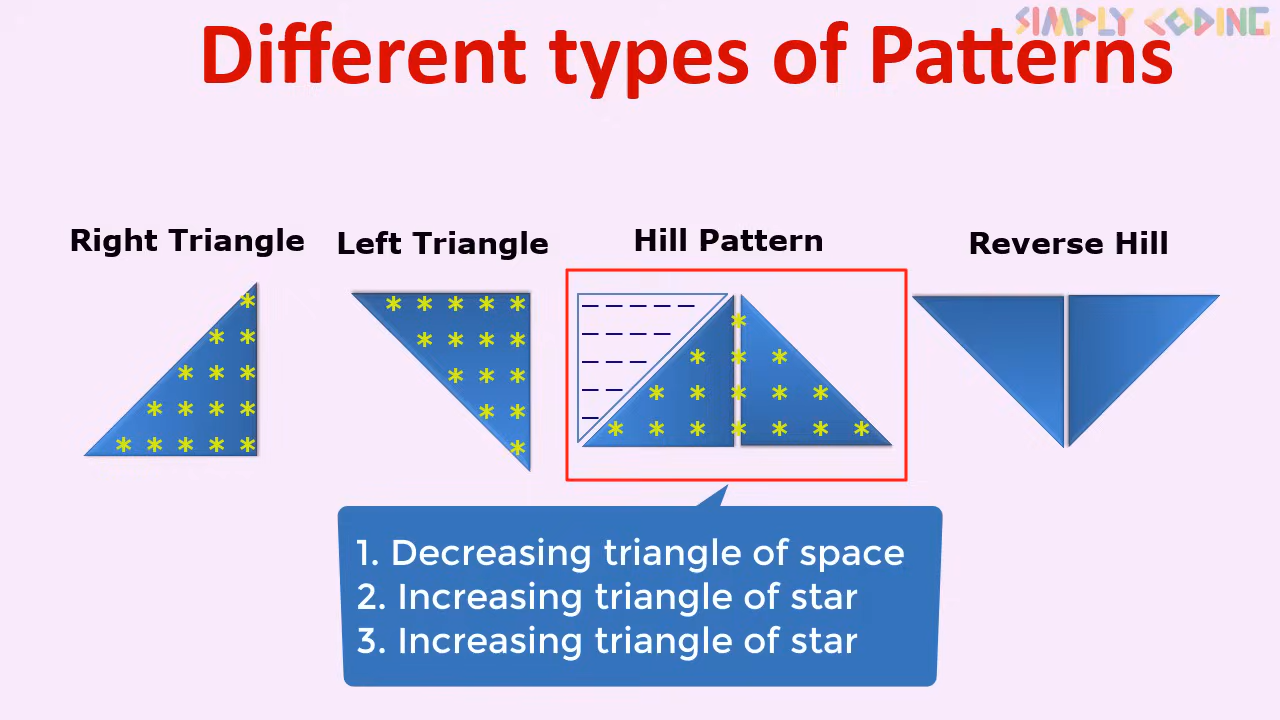 SIMPLY CODING
Different types of Patterns
Right Triangle
Left Triangle
Hill Pattern
Reverse Hill
*
* *
* * *
* * * *
* * * * *
* * * * *
* * * *
* * *
* *
*
_ _ _ _ _
_ _ _ _
_ _ _
_ _
_
*
* * *
* * * * *
* * * * * * *
1. Decreasing triangle of space
2. Increasing triangle of star
3. Increasing triangle of star